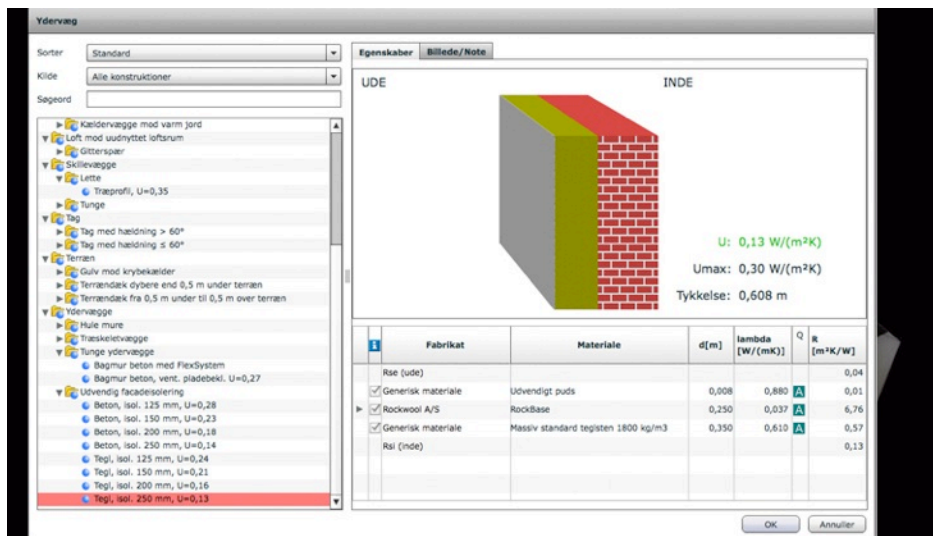 Ydervæg
Sorter Standard
Kilde Alle konstruktioner
Søgeord
Kældervægge mod varm jord
Loft mod uudnyttet loftsrum
Gitterspær
Skillevægge
Lette
Træprofil, U=0,35
Tunge
Tag
Tag med hældning > 60°
Tag med hældning ≤ 60°
Terræn
Gulv mod krybekælder
Terrændæk dybere end 0,5 m under terræn
Terrændæk fra 0,5 m under til 0,5 m over terræn
Ydervægge
Hule mure
Træskeletvægge
Tunge ydervægge
Bagmur beton med FlexSystem
Bagmur beton, vent. pladebekl. U=0,27
Udvendig facadeisolering
Beton, isol. 125 mm, U=0,28
Beton, isol. 150 mm, U=0,23
Beton, isol. 200 mm, U=0,18
Beton, isol. 250 mm, U=0,14
Tegl, isol. 125 mm, U=0,24
Tegl, isol. 150 mm, U=0,21
Tegl, isol. 200 mm, U=0,16
Tegl, isol. 250 mm, U=0,13
Egenskaber Billede/Note
UDE INDE
U: 0,13 W/(m²K)
Umax: 0,30 W/(m²K)
Tykkelse: 0,608 m
i Fabrikat Materiale d[m] lambda [W/(mK)] Q R [m²K/W]
Rse (ude) 0,04
Generisk materiale Udvendigt puds 0,008 0,880 A 0,01
Rockwool A/S RockBase 0,250 0,037 A 6,76
Generisk materiale Massiv standard tegisten 1800 kg/m3 0,350 0,610 A 0,57
Rsi (inde) 0,13
OK Annuller